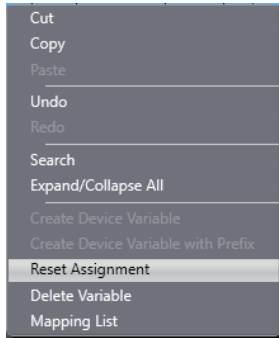 Cut
Copy
Paste
Undo
Redo
Search
Expand/Collapse All
Create Device Variable
Create Device Variable with Prefix
Reset Assignment
Delete Variable
Mapping List